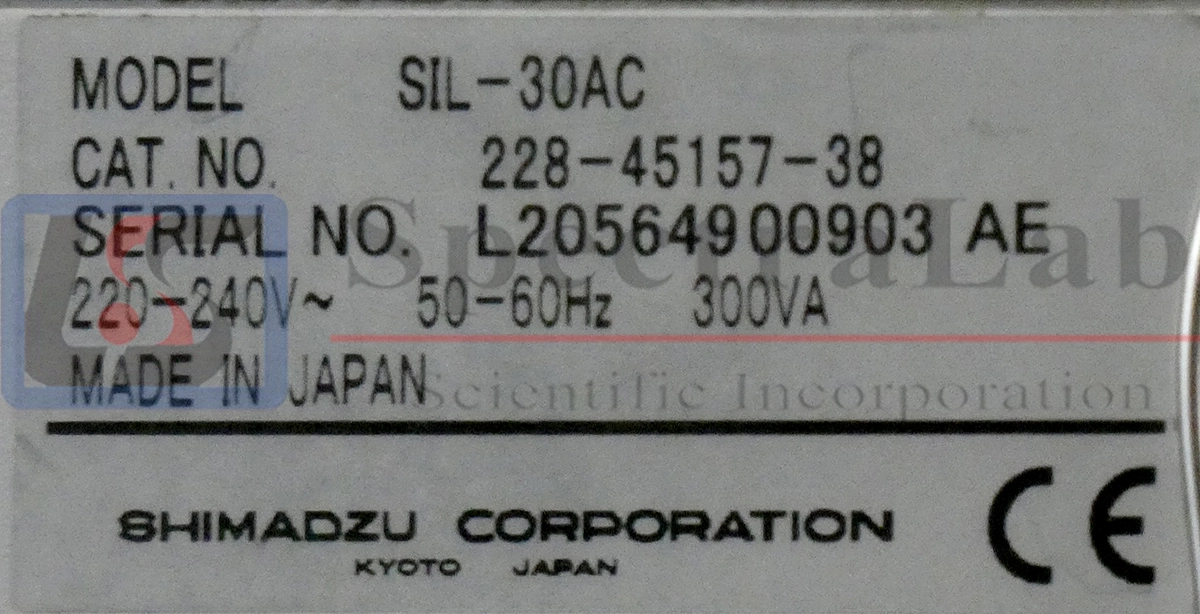 MODEL SIL-30AC
CAT. NO. 228-45157-38
SERIAL NO. L20564900903 AE
220-240V~ 50-60Hz 300VA
MADE IN JAPAN
SpectraLab
Scientific Incorporation
SHIMADZU CORPORATION
KYOTO JAPAN
CE